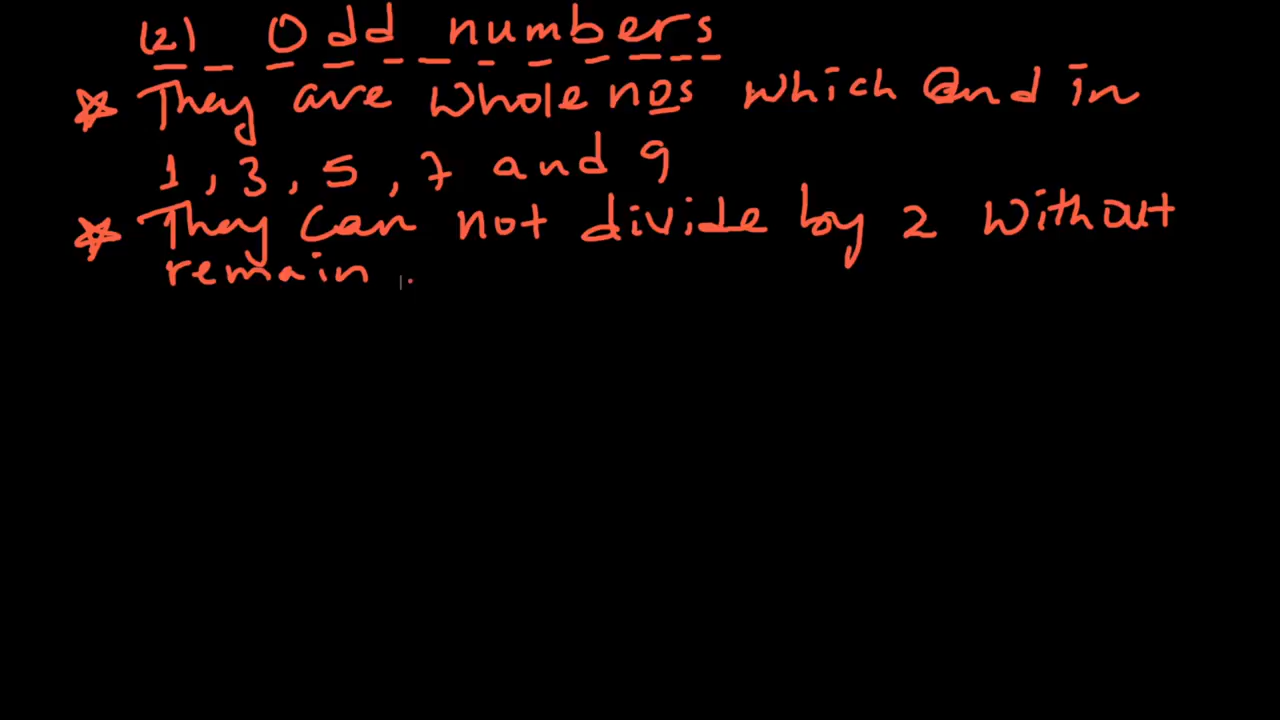 (2) Odd numbers
☆ They are whole nos which end in
1, 3, 5, 7 and 9
☆ They can not divide by 2 without
remain